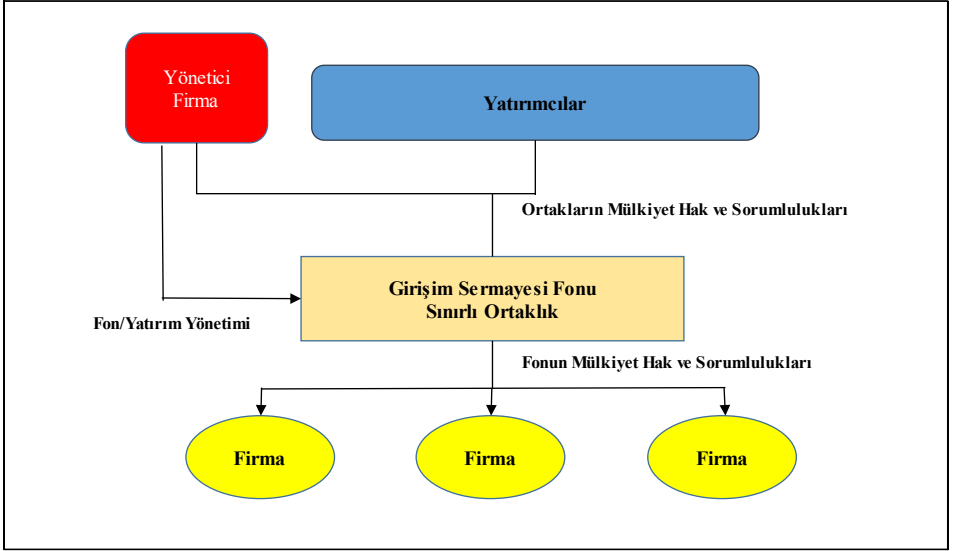 Yönetici
Firma
Yatırımcılar
Ortakların Mülkiyet Hak ve Sorumlulukları
Girişim Sermayesi Fonu
Sınırlı Ortaklık
Fon/Yatırım Yönetimi
Fonun Mülkiyet Hak ve Sorumlulukları
Firma
Firma
Firma